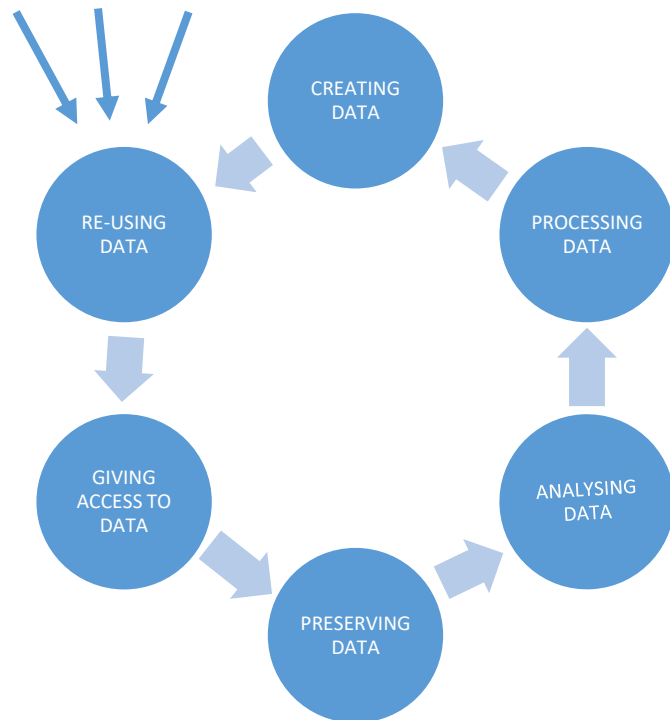 CREATING
DATA
RE-USING
DATA
PROCESSING
DATA
GIVING
ACCESS TO
DATA
ANALYSING
DATA
PRESERVING
DATA